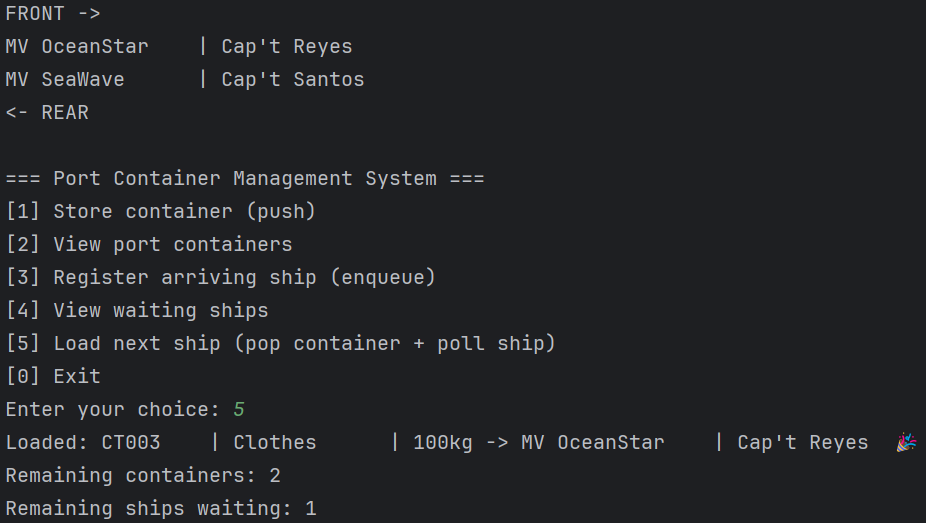 FRONT ->
MV OceanStar    | Cap't Reyes
MV SeaWave      | Cap't Santos
<- REAR

=== Port Container Management System ===
[1] Store container (push)
[2] View port containers
[3] Register arriving ship (enqueue)
[4] View waiting ships
[5] Load next ship (pop container + poll ship)
[0] Exit
Enter your choice: 5
Loaded: CT003    | Clothes      | 100kg -> MV OceanStar    | Cap't Reyes  🎉
Remaining containers: 2
Remaining ships waiting: 1